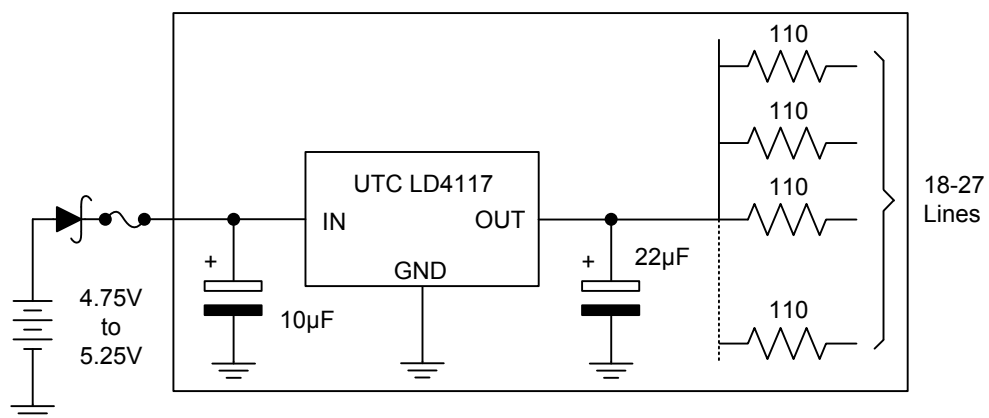 110
110
110
110
18-27
Lines
UTC LD4117
IN
OUT
GND
+
10µF
+
22µF
4.75V
to
5.25V